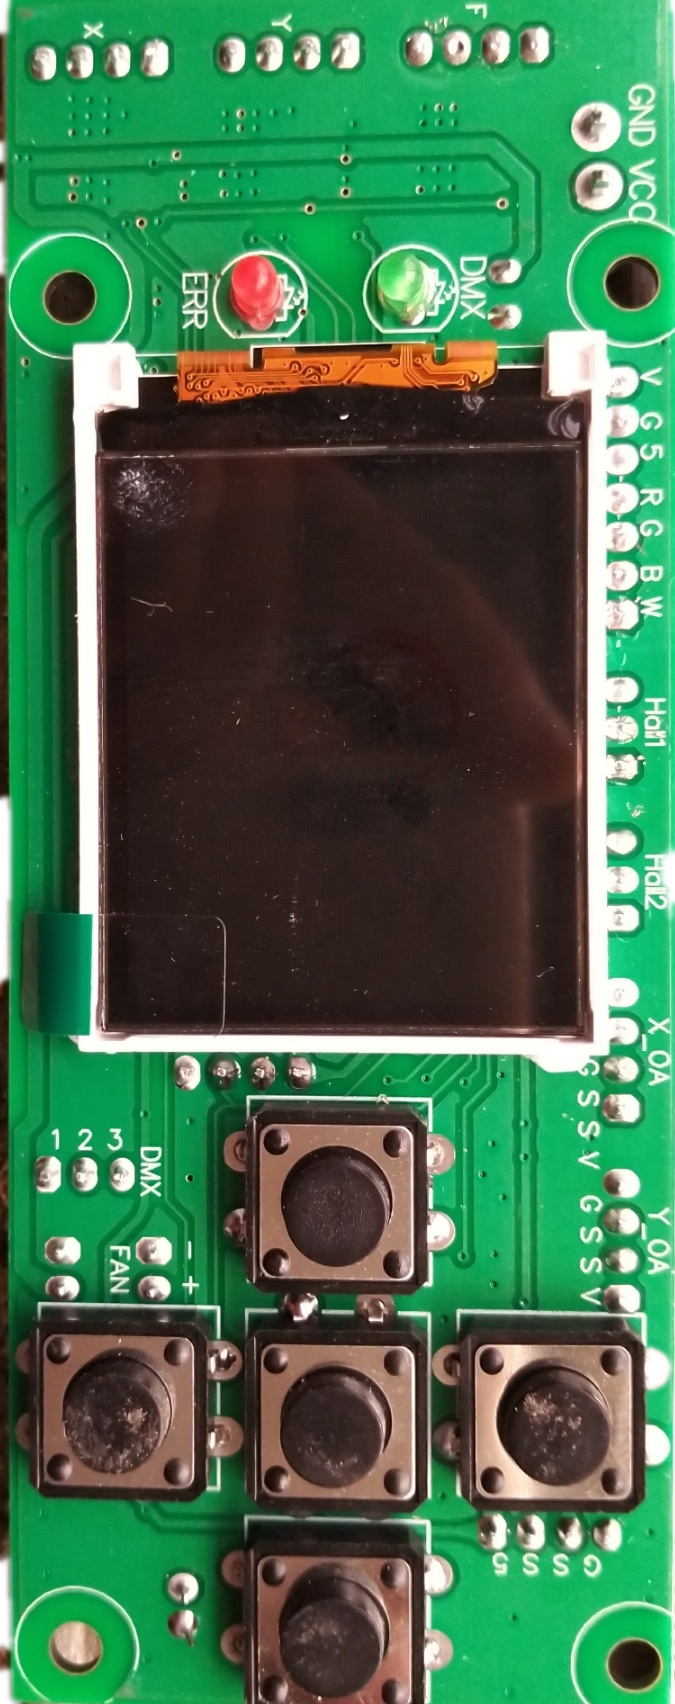 X Y F
GND VCC
ERR
DMX
V G 5 R G B W
Hall1
Hall2
X_OA
G S S V
1 2 3 DMX
Y_OA
G S S V
FAN - +
5 S S G